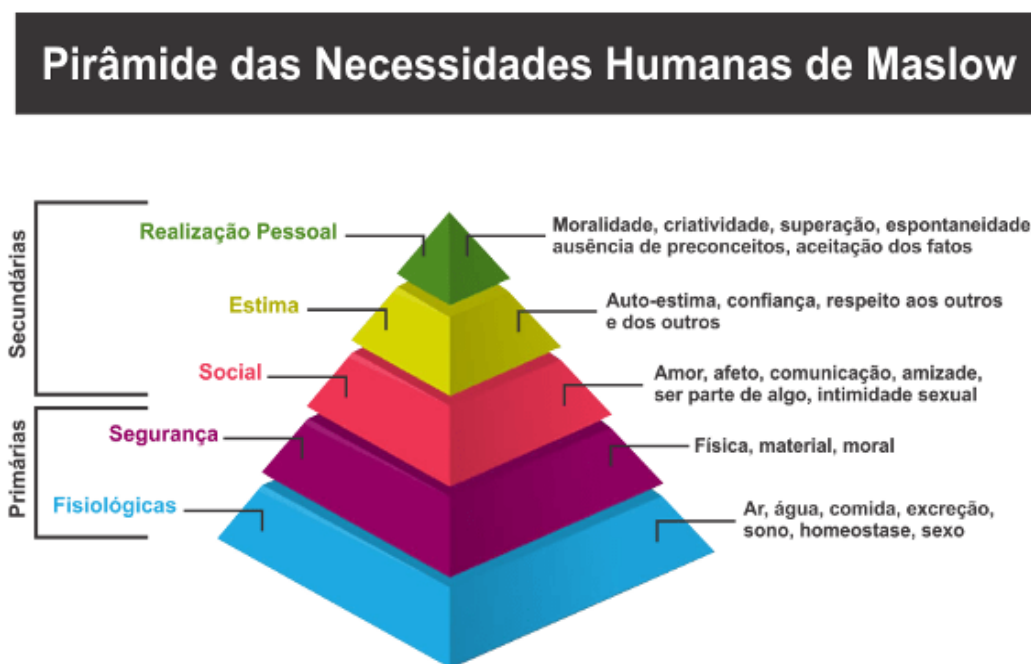 Pirâmide das Necessidades Humanas de Maslow
Secundárias
Realização Pessoal
Moralidade, criatividade, superação, espontaneidade
ausência de preconceitos, aceitação dos fatos
Estima
Auto-estima, confiança, respeito aos outros
e dos outros
Social
Amor, afeto, comunicação, amizade,
ser parte de algo, intimidade sexual
Primárias
Segurança
Física, material, moral
Fisiológicas
Ar, água, comida, excreção,
sono, homeostase, sexo